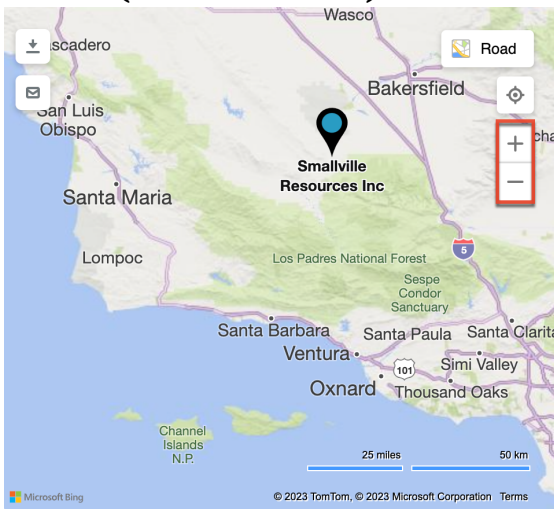 Wasco
ascadero
Road
Bakersfield
San Luis
Obispo
+
cha
Smallville
Resources Inc
−
Santa Maria
5
Lompoc
Los Padres National Forest
Sespe
Condor
Sanctuary
Santa Barbara
Santa Paula
Santa Clarita
Ventura
Simi Valley
101
Oxnard
Thousand Oaks
Channel
Islands
N.P.
25 miles
50 km
Microsoft Bing
© 2023 TomTom, © 2023 Microsoft Corporation Terms